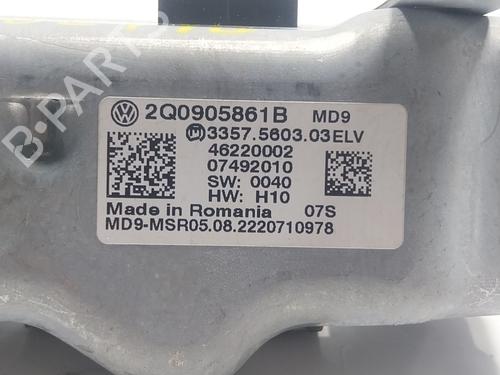 2Q0905861B MD9
3357.5603.03ELV
46220002
07492010
SW: 0040
HW: H10
Made in Romania 07S
MD9-MSR05.08.2220710978
B-PARTS